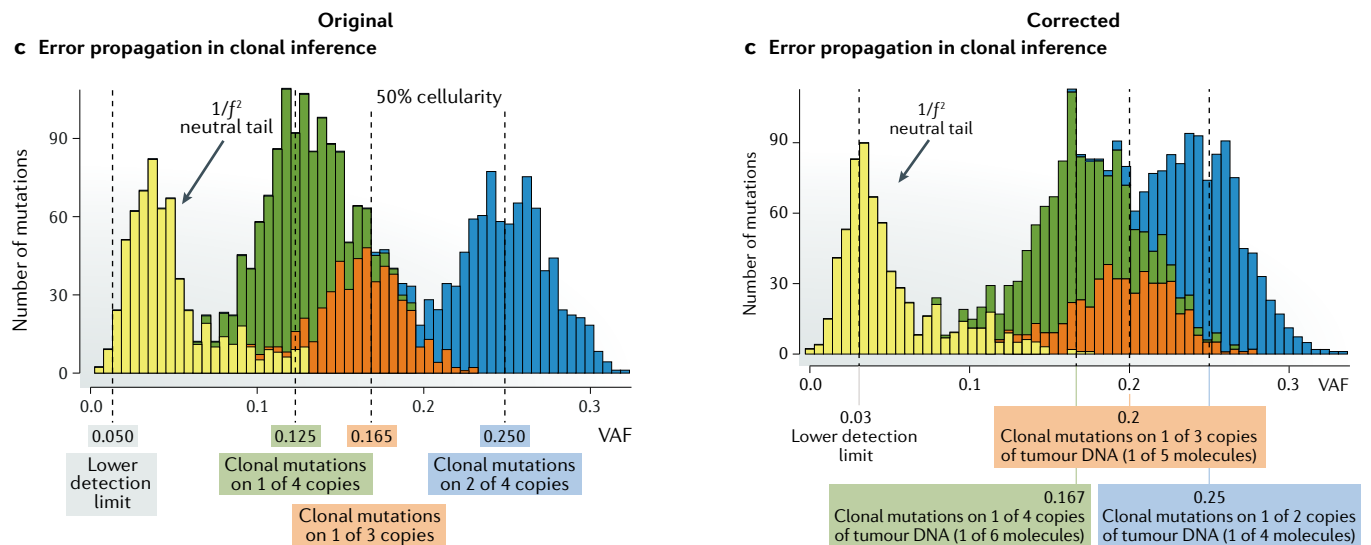 Original
c Error propagation in clonal inference
1/f²
neutral tail
50% cellularity
Number of mutations
90
60
30
0
0.0
0.1
0.2
0.3
VAF
0.050
0.125
0.165
0.250
Lower
detection
limit
Clonal mutations
on 1 of 4 copies
Clonal mutations
on 2 of 4 copies
Clonal mutations
on 1 of 3 copies
Corrected
c Error propagation in clonal inference
1/f²
neutral tail
Number of mutations
90
60
30
0
0.0
0.1
0.2
0.3
VAF
0.03
Lower detection
limit
0.2
Clonal mutations on 1 of 3 copies
of tumour DNA (1 of 5 molecules)
0.167
Clonal mutations on 1 of 4 copies
of tumour DNA (1 of 6 molecules)
0.25
Clonal mutations on 1 of 2 copies
of tumour DNA (1 of 4 molecules)